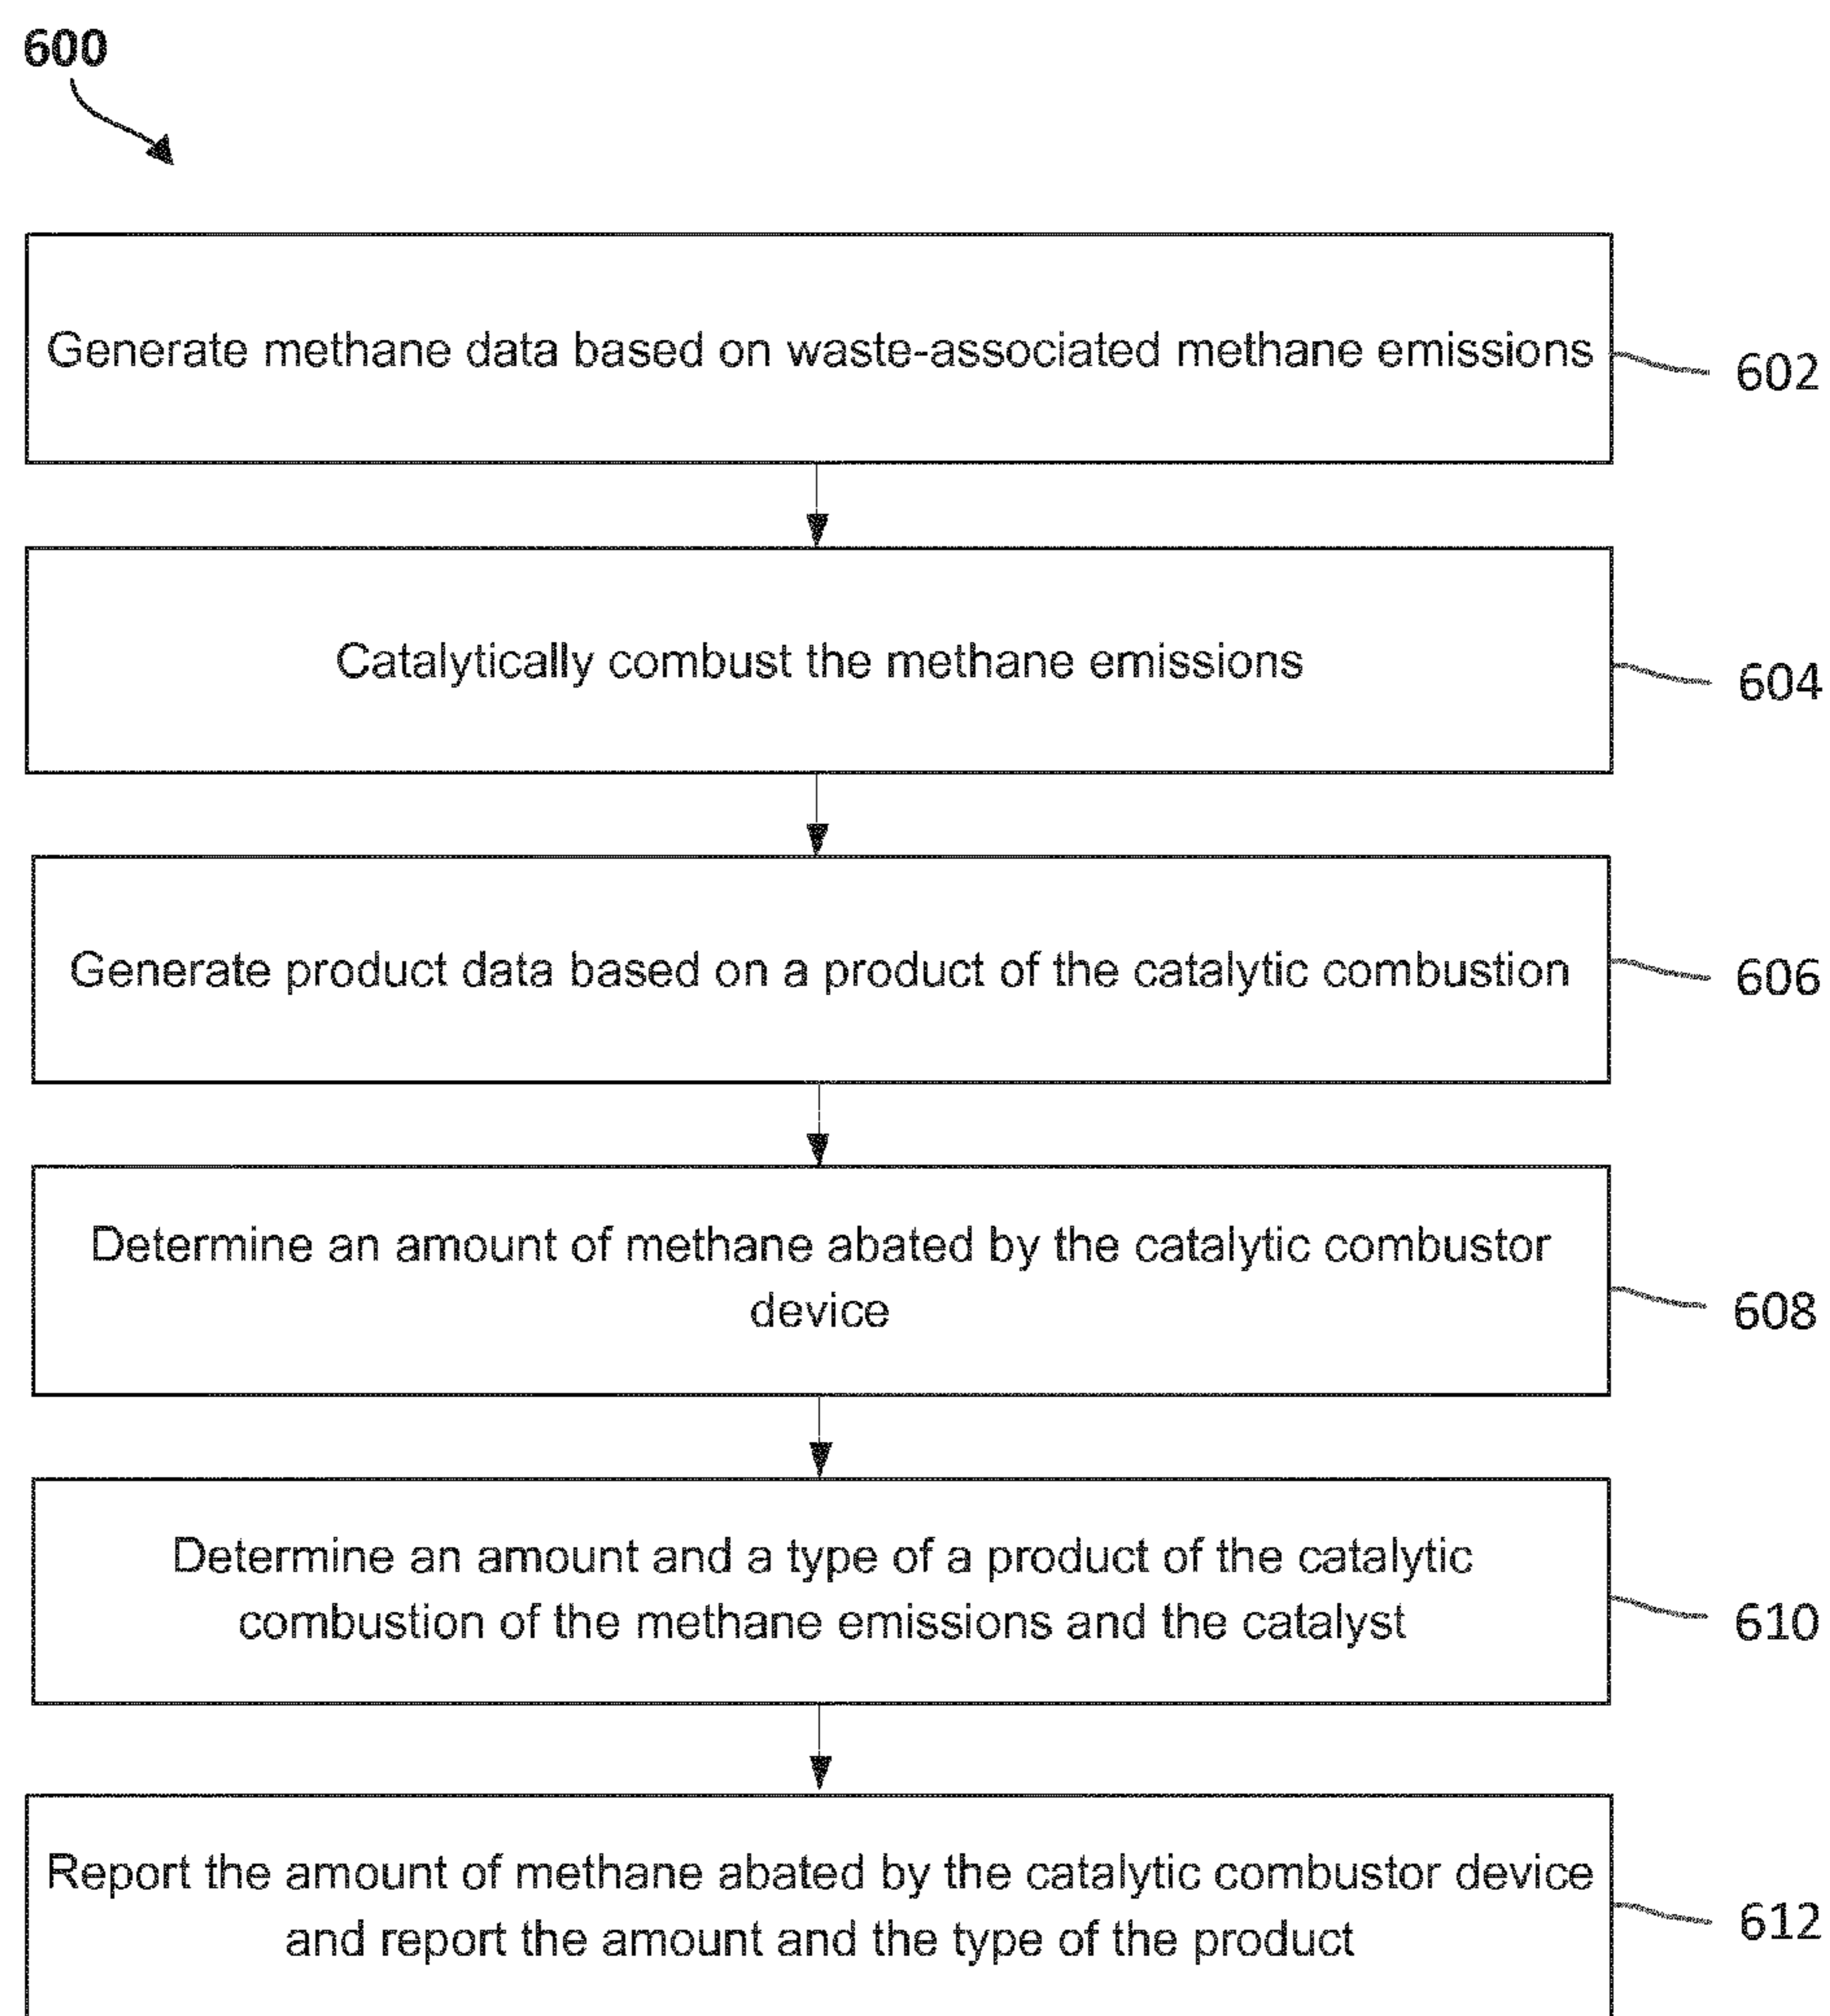 600
Generate methane data based on waste-associated methane emissions
602
Catalytically combust the methane emissions
604
Generate product data based on a product of the catalytic combustion
606
Determine an amount of methane abated by the catalytic combustor
device
608
Determine an amount and a type of a product of the catalytic
combustion of the methane emissions and the catalyst
610
Report the amount of methane abated by the catalytic combustor device
and report the amount and the type of the product
612